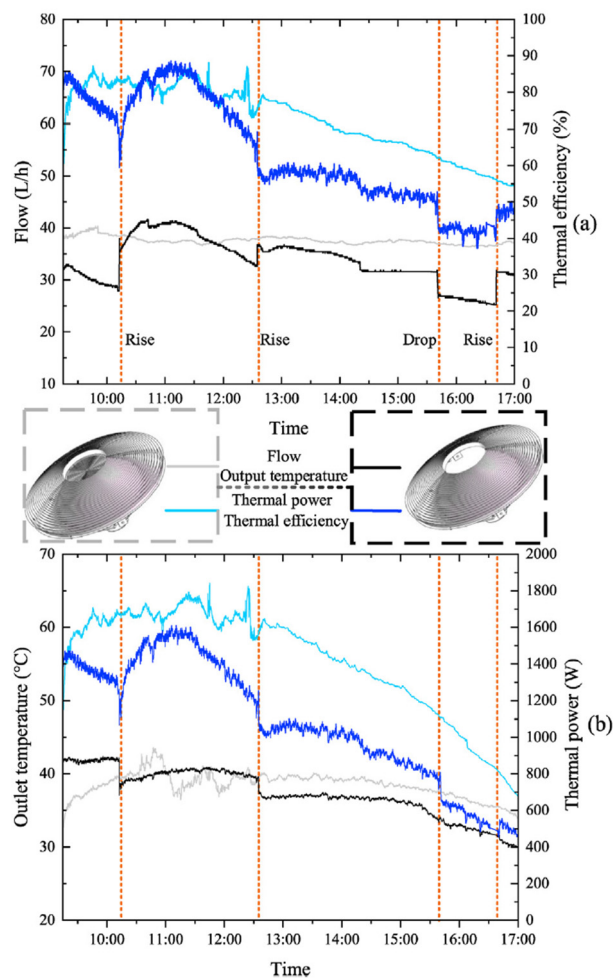 80
70
60
50
40
30
20
10
Flow (L/h)
100
90
80
70
60
50
40
30
20
10
0
Thermal efficiency (%)
(a)
Rise
Rise
Drop
Rise
10:00 11:00 12:00 13:00 14:00 15:00 16:00 17:00
Time
Flow
Output temperature
Thermal power
Thermal efficiency
70
60
50
40
30
20
Outlet temperature (℃)
2000
1800
1600
1400
1200
1000
800
600
400
200
0
Thermal power (W)
(b)
10:00 11:00 12:00 13:00 14:00 15:00 16:00 17:00
Time